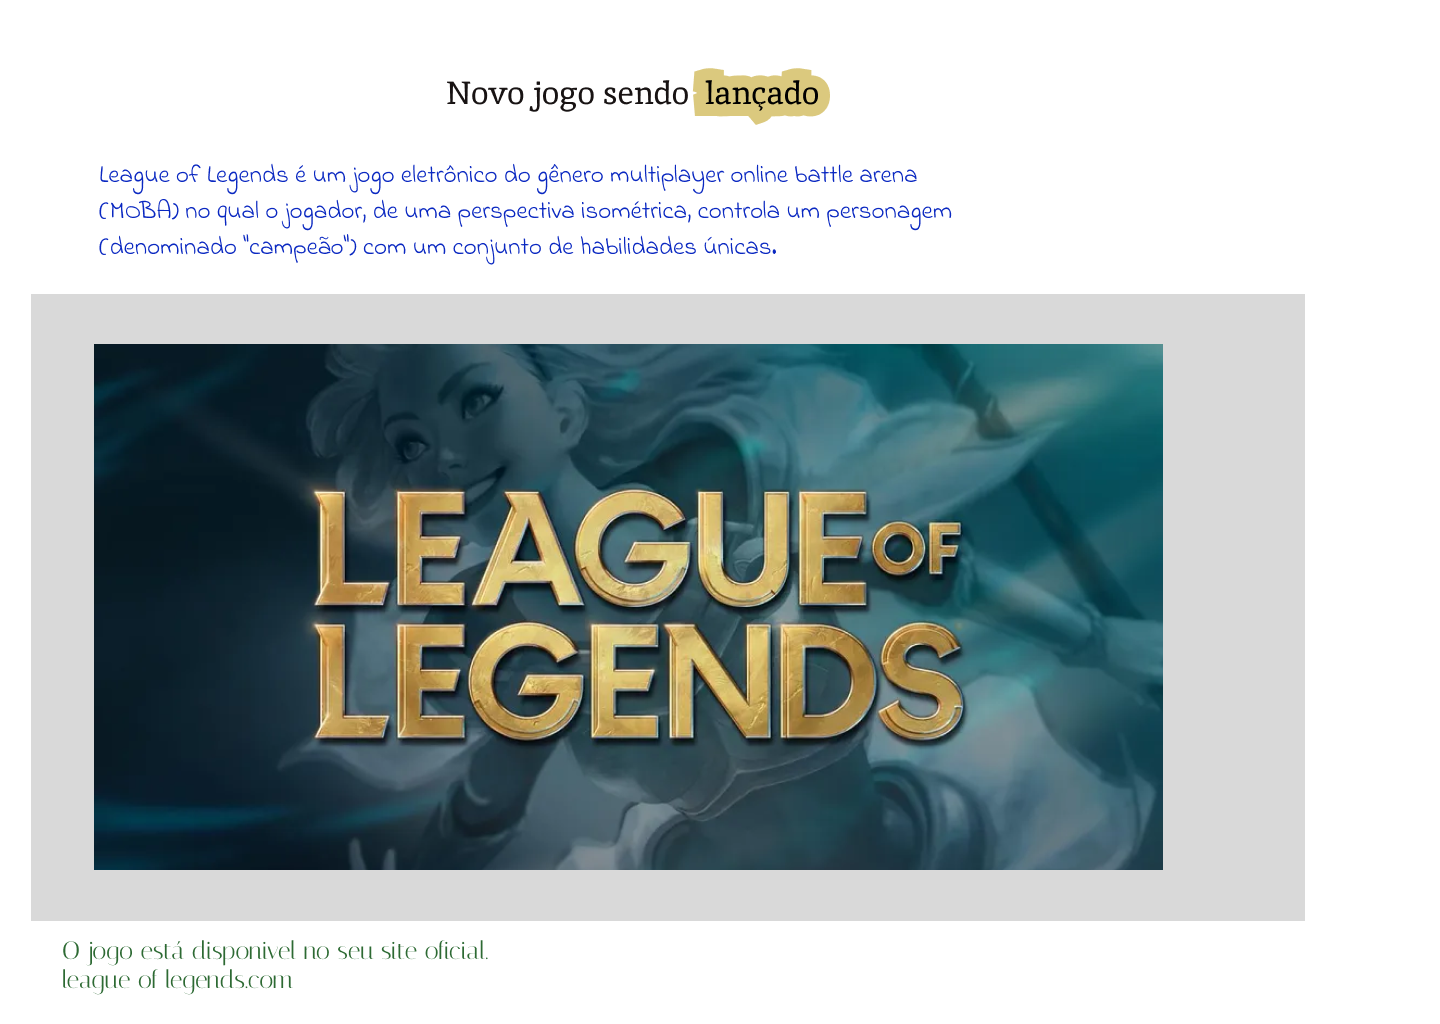 Novo jogo sendo lançado
League of Legends é um jogo eletrônico do gênero multiplayer online battle arena
(MOBA) no qual o jogador, de uma perspectiva isométrica, controla um personagem
(denominado "campeão") com um conjunto de habilidades únicas.
LEAGUE OF
LEGENDS
O jogo está disponivel no seu site oficial.
league of legends.com